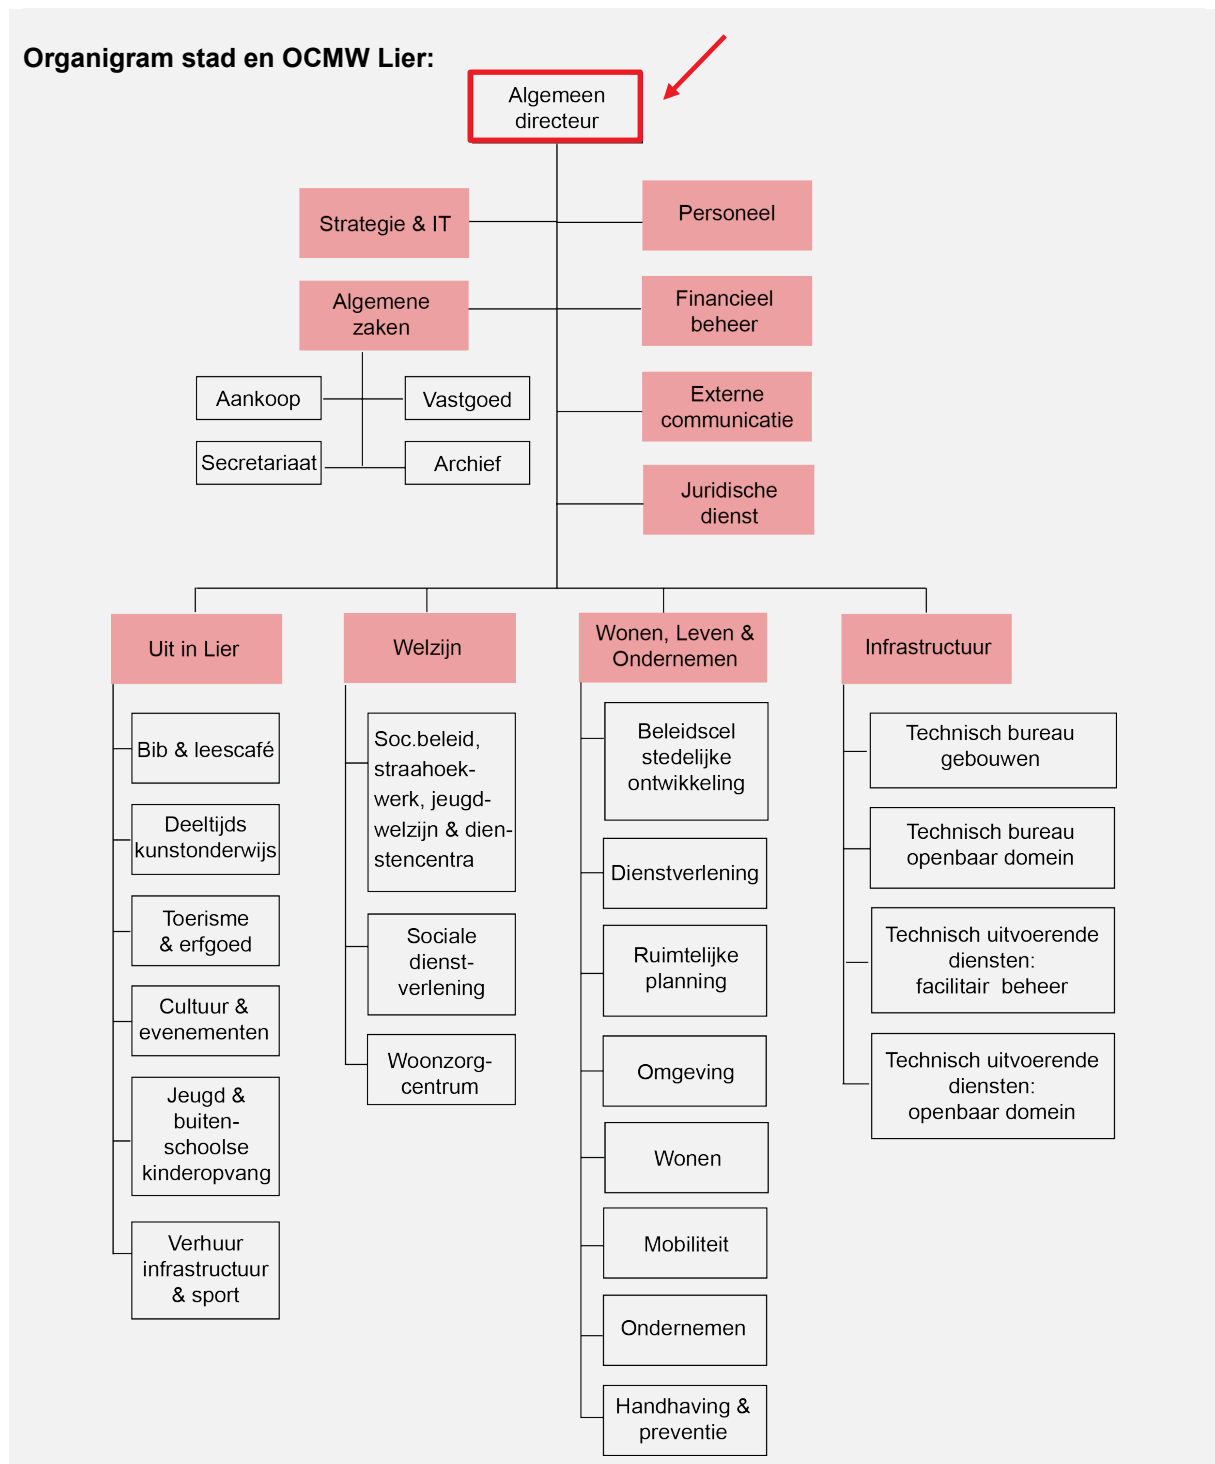 Organigram stad en OCMW Lier:
Algemeen
directeur
Strategie & IT
Personeel
Algemene
zaken
Financieel
beheer
Aankoop
Vastgoed
Secretariaat
Archief
Externe
communicatie
Juridische
dienst
Uit in Lier
Bib & leescafé
Deeltijds
kunstonderwijs
Toerisme
& erfgoed
Cultuur &
evenementen
Jeugd &
buiten-
schoolse
kinderopvang
Verhuur
infrastructuur
& sport
Welzijn
Soc.beleid,
straahoek-
werk, jeugd-
welzijn & dien-
stencentra
Sociale
dienst-
verlening
Woonzorg-
centrum
Wonen, Leven &
Ondernemen
Beleidscel
stedelijke
ontwikkeling
Dienstverlening
Ruimtelijke
planning
Omgeving
Wonen
Mobiliteit
Ondernemen
Handhaving &
preventie
Infrastructuur
Technisch bureau
gebouwen
Technisch bureau
openbaar domein
Technisch uitvoerende
diensten:
facilitair beheer
Technisch uitvoerende
diensten:
openbaar domein